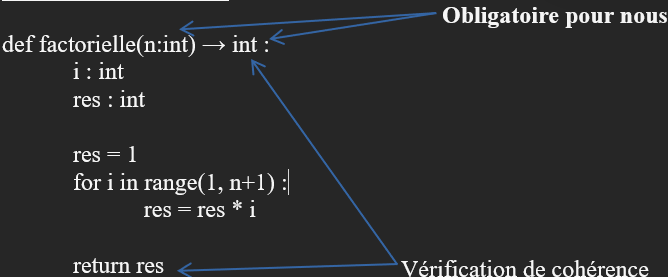 Obligatoire pour nous
def factorielle(n:int) → int :
i : int
res : int
res = 1
for i in range(1, n+1) :
res = res * i
return res
Vérification de cohérence